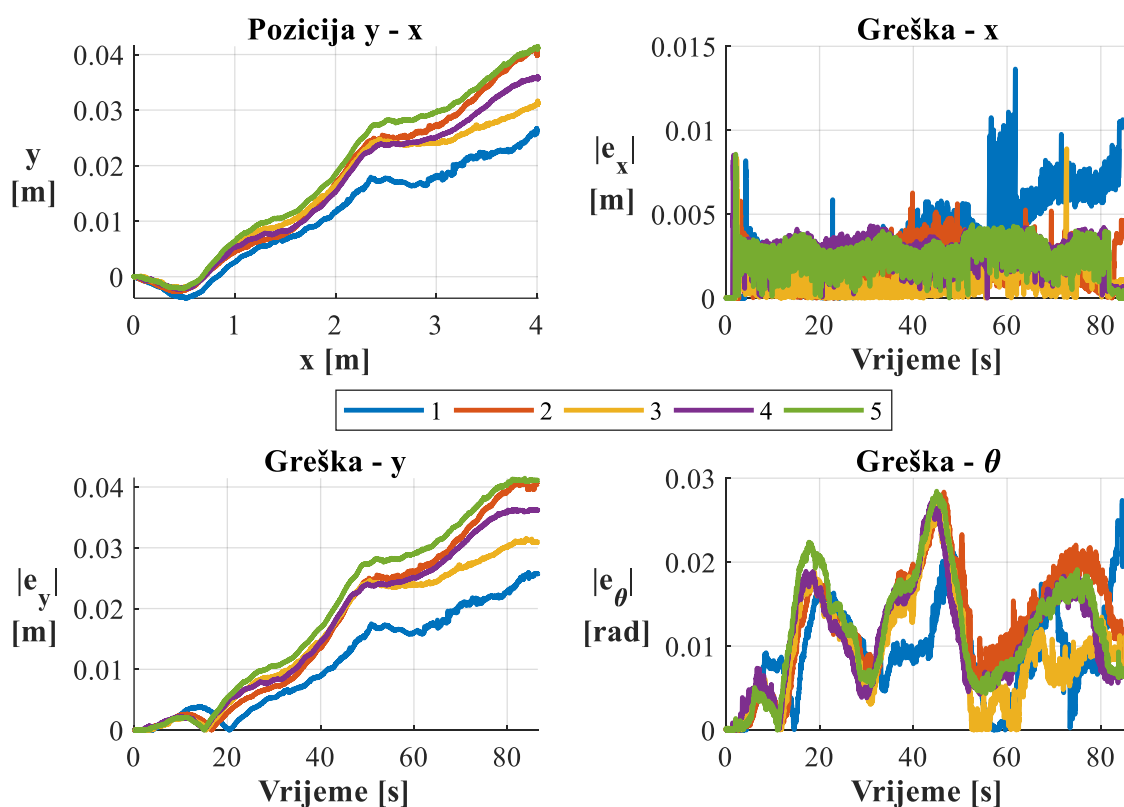 Pozicija y - x
0.04
0.03
0.02
0.01
0
y
[m]
0
1
2
3
4
x [m]
Greška - x
0.015
0.01
0.005
0
|e_x|
[m]
0
20
40
60
80
Vrijeme [s]
1
2
3
4
5
Greška - y
0.04
0.03
0.02
0.01
0
|e_y|
[m]
0
20
40
60
80
Vrijeme [s]
Greška - θ
0.03
0.02
0.01
0
|e_θ|
[rad]
0
20
40
60
80
Vrijeme [s]